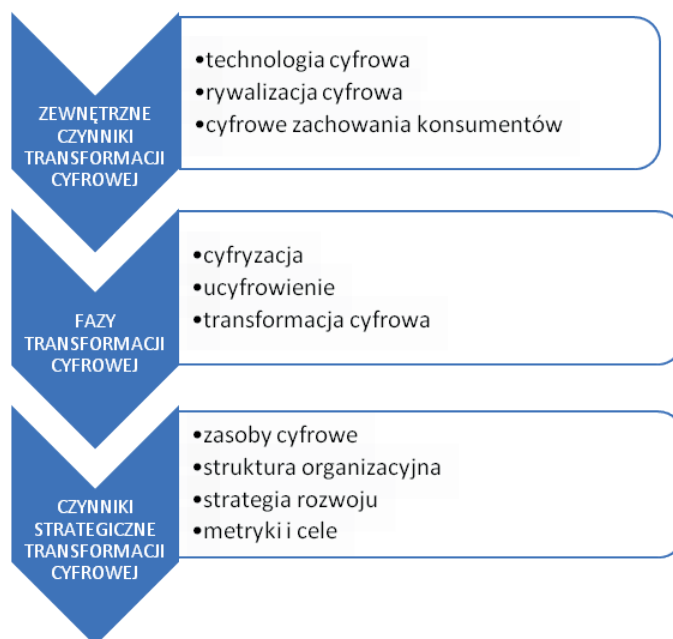 ZEWNĘTRZNE
CZYNNIKI
TRANSFORMACJI
CYFROWEJ
•technologia cyfrowa
•rywalizacja cyfrowa
•cyfrowe zachowania konsumentów
FAZY
TRANSFORMACJI
CYFROWEJ
•cyfryzacja
•ucyfrowienie
•transformacja cyfrowa
CZYNNIKI
STRATEGICZNE
TRANSFORMACJI
CYFROWEJ
•zasoby cyfrowe
•struktura organizacyjna
•strategia rozwoju
•metryki i cele